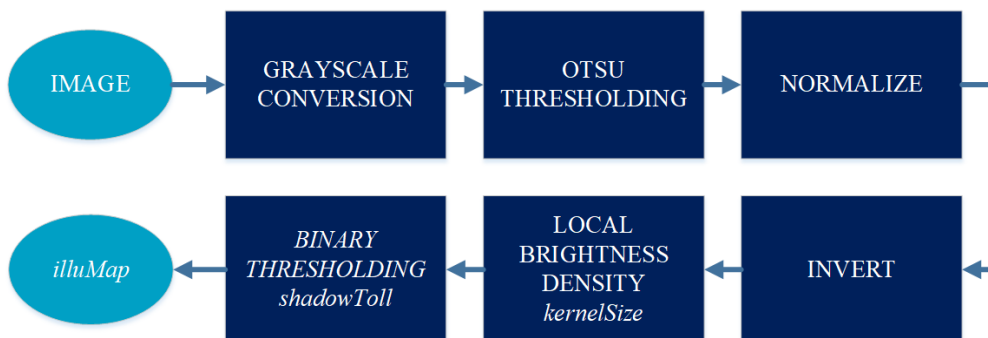 IMAGE
GRAYSCALE
CONVERSION
OTSU
THRESHOLDING
NORMALIZE
INVERT
LOCAL
BRIGHTNESS
DENSITY
kernelSize
BINARY
THRESHOLDING
shadowToll
illuMap